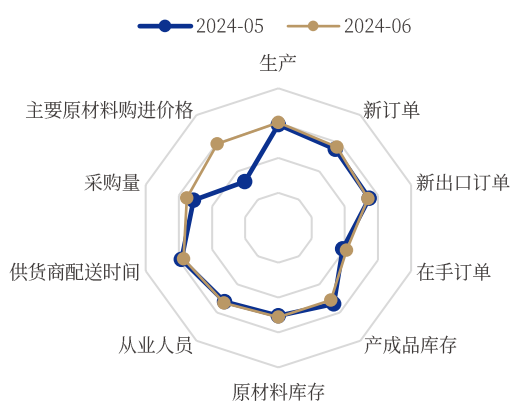 2024-05 2024-06
生产
主要原材料购进价格 新订单
采购量 新出口订单
供货商配送时间 在手订单
从业人员 产成品库存
原材料库存